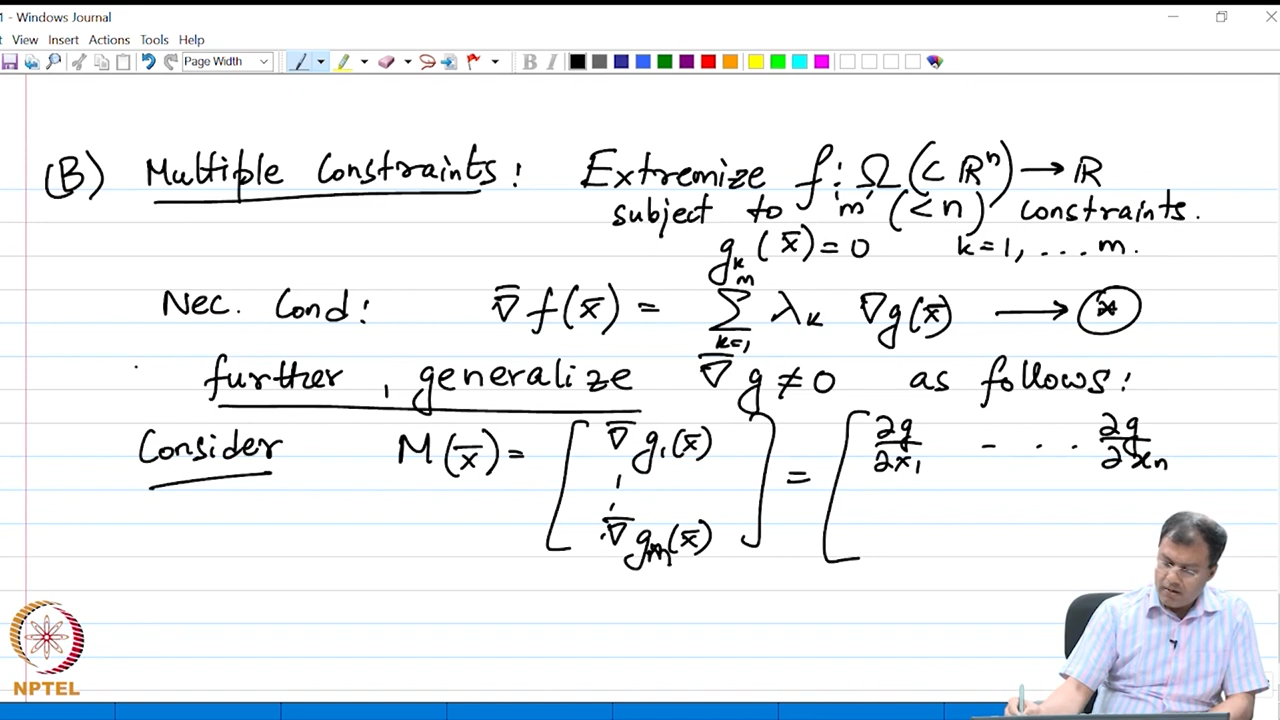 1 - Windows Journal
t View Insert Actions Tools Help
Page Width
B I
(B) Multiple Constraints : Extremize f : Ω (⊂ ℝⁿ) → ℝ
subject to 'm' (< n) constraints.
gₖ(x̄) = 0 k = 1, ... m.
Nec. Cond : ∇̄ f(x̄) = ∑ₖ₌₁ᵐ λₖ ∇g(x̄) → (*)
further, generalize ∇̄ g ≠ 0 as follows :
Consider M(x̄) = [ ∇̄ g₁(x̄) ⋮ ∇̄ gₘ(x̄) ] = [ ∂g/∂x₁ - . . . ∂g/∂xₙ
NPTEL